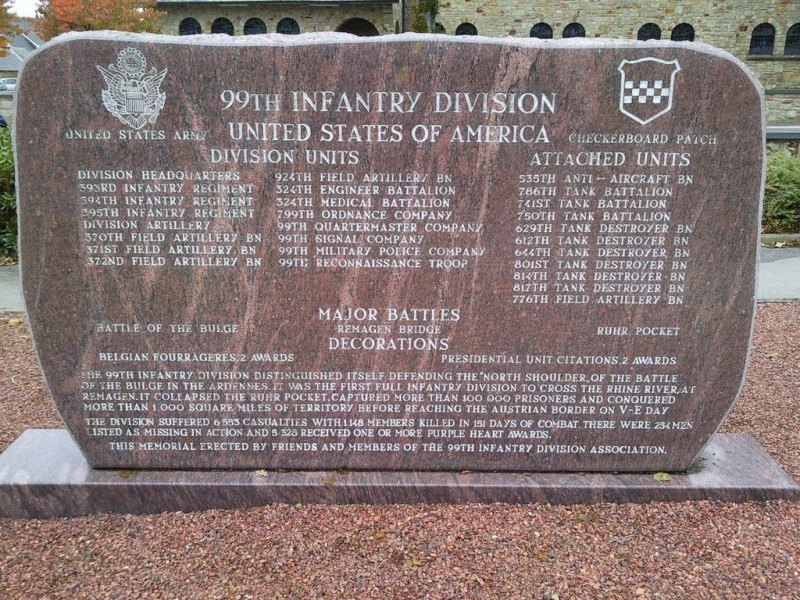 99TH INFANTRY DIVISION
UNITED STATES ARMY
UNITED STATES OF AMERICA
CHECKERBOARD PATCH
DIVISION UNITS
DIVISION HEADQUARTERS
393RD INFANTRY REGIMENT
394TH INFANTRY REGIMENT
395TH INFANTRY REGIMENT
DIVISION ARTILLERY
370TH FIELD ARTILLERY BN
371ST FIELD ARTILLERY BN
372ND FIELD ARTILLERY BN
924TH FIELD ARTILLERY BN
324TH ENGINEER BATTALION
324TH MEDICAL BATTALION
799TH ORDNANCE COMPANY
99TH QUARTERMASTER COMPANY
99TH SIGNAL COMPANY
99TH MILITARY POLICE COMPANY
99TH RECONNAISSANCE TROOP
ATTACHED UNITS
535TH ANTI-AIRCRAFT BN
786TH TANK BATTALION
741ST TANK BATTALION
750TH TANK BATTALION
629TH TANK DESTROYER BN
612TH TANK DESTROYER BN
644TH TANK DESTROYER BN
801ST TANK DESTROYER BN
814TH TANK DESTROYER BN
817TH TANK DESTROYER BN
776TH FIELD ARTILLERY BN
MAJOR BATTLES
BATTLE OF THE BULGE
REMAGEN BRIDGE
RUHR POCKET
DECORATIONS
BELGIAN FOURRAGERES, 2 AWARDS
PRESIDENTIAL UNIT CITATIONS, 2 AWARDS
THE 99TH INFANTRY DIVISION DISTINGUISHED ITSELF DEFENDING THE "NORTH SHOULDER" OF THE BATTLE
OF THE BULGE IN THE ARDENNES. IT WAS THE FIRST FULL INFANTRY DIVISION TO CROSS THE RHINE RIVER, AT
REMAGEN. IT COLLAPSED THE RUHR POCKET, CAPTURED MORE THAN 100 000 PRISONERS AND CONQUERED
MORE THAN 1 000 SQUARE MILES OF TERRITORY BEFORE REACHING THE AUSTRIAN BORDER ON V-E DAY
THE DIVISION SUFFERED 6 553 CASUALTIES WITH 1 148 MEMBERS KILLED IN 151 DAYS OF COMBAT. THERE WERE 234 MEN
LISTED AS MISSING IN ACTION AND 5 323 RECEIVED ONE OR MORE PURPLE HEART AWARDS.
THIS MEMORIAL ERECTED BY FRIENDS AND MEMBERS OF THE 99TH INFANTRY DIVISION ASSOCIATION.